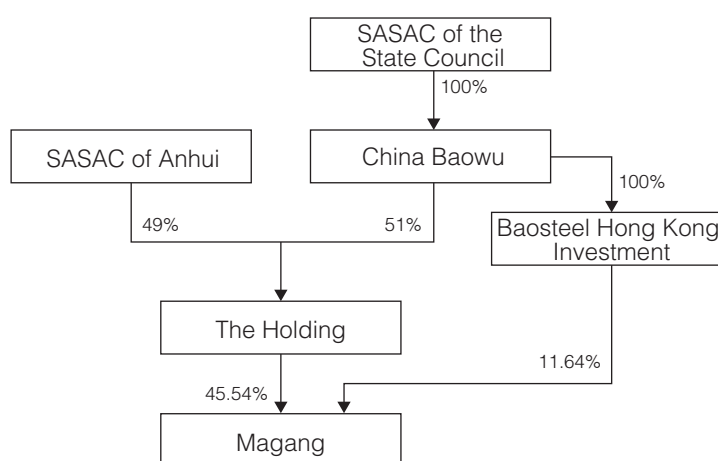 SASAC of the
State Council
100%
SASAC of Anhui
China Baowu
100%
49%
51%
Baosteel Hong Kong
Investment
The Holding
11.64%
45.54%
Magang